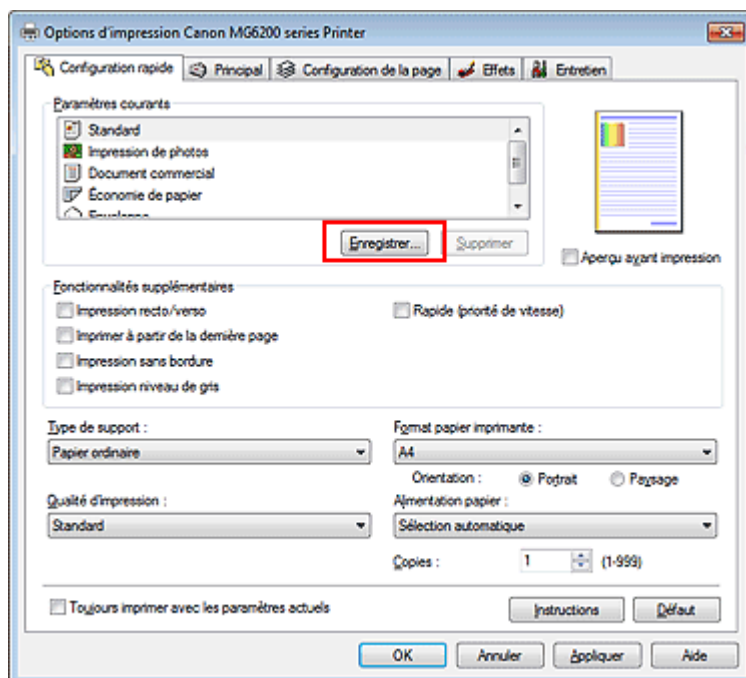 Options d'impression Canon MG6200 series Printer
Configuration rapide Principal Configuration de la page Effets Entretien
Paramètres courants
Standard
Impression de photos
Document commercial
Économie de papier
Enveloppe
Enregistrer... Supprimer
Aperçu avant impression
Fonctionnalités supplémentaires
Impression recto/verso Rapide (priorité de vitesse)
Imprimer à partir de la dernière page
Impression sans bordure
Impression niveau de gris
Type de support : Format papier imprimante :
Papier ordinaire A4
Orientation : Portrait Paysage
Qualité d'impression : Alimentation papier :
Standard Sélection automatique
Copies : 1 (1-999)
Toujours imprimer avec les paramètres actuels Instructions Défaut
OK Annuler Appliquer Aide